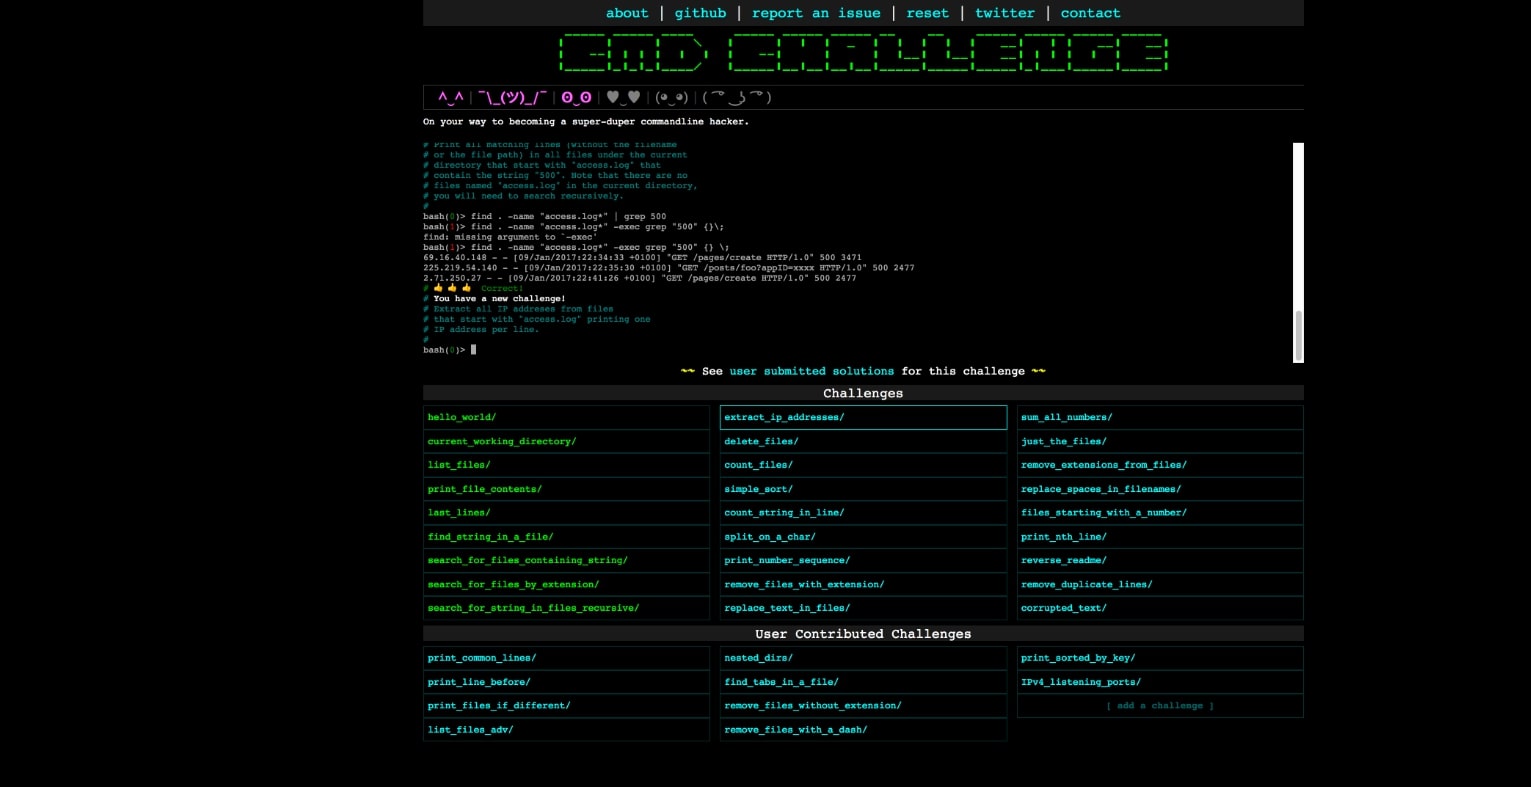 about | github | report an issue | reset | twitter | contact
CMD CHALLENGE
^‿^ | ¯\_(ツ)_/¯ | ʘ‿ʘ | ♥‿♥ | (◕‿◕) | ( ͡° ͜ʖ ͡°)
On your way to becoming a super-duper commandline hacker.
# Print all matching lines (without the filename
# or the file path) in all files under the current
# directory that start with "access.log" that
# contain the string "500". Note that there are no
# files named "access.log" in the current directory,
# you will need to search recursively.
#
bash(0)> find . -name "access.log*" | grep 500
bash(1)> find . -name "access.log*" -exec grep "500" {}\;
find: missing argument to `-exec'
bash(1)> find . -name "access.log*" -exec grep "500" {} \;
69.16.40.148 - - [09/Jan/2017:22:34:33 +0100] "GET /pages/create HTTP/1.0" 500 3471
225.219.54.140 - - [09/Jan/2017:22:35:30 +0100] "GET /posts/foo?appID=xxxx HTTP/1.0" 500 2477
2.71.250.27 - - [09/Jan/2017:22:41:26 +0100] "GET /pages/create HTTP/1.0" 500 2477
# 👍👍👍 Correct!
# You have a new challenge!
# Extract all IP addreses from files
# that start with "access.log" printing one
# IP address per line.
#
bash(0)>
~~ See user submitted solutions for this challenge ~~
Challenges
hello_world/
current_working_directory/
list_files/
print_file_contents/
last_lines/
find_string_in_a_file/
search_for_files_containing_string/
search_for_files_by_extension/
search_for_string_in_files_recursive/
extract_ip_addresses/
delete_files/
count_files/
simple_sort/
count_string_in_line/
split_on_a_char/
print_number_sequence/
remove_files_with_extension/
replace_text_in_files/
sum_all_numbers/
just_the_files/
remove_extensions_from_files/
replace_spaces_in_filenames/
files_starting_with_a_number/
print_nth_line/
reverse_readme/
remove_duplicate_lines/
corrupted_text/
User Contributed Challenges
print_common_lines/
print_line_before/
print_files_if_different/
list_files_adv/
nested_dirs/
find_tabs_in_a_file/
remove_files_without_extension/
remove_files_with_a_dash/
print_sorted_by_key/
IPv4_listening_ports/
[ add a challenge ]